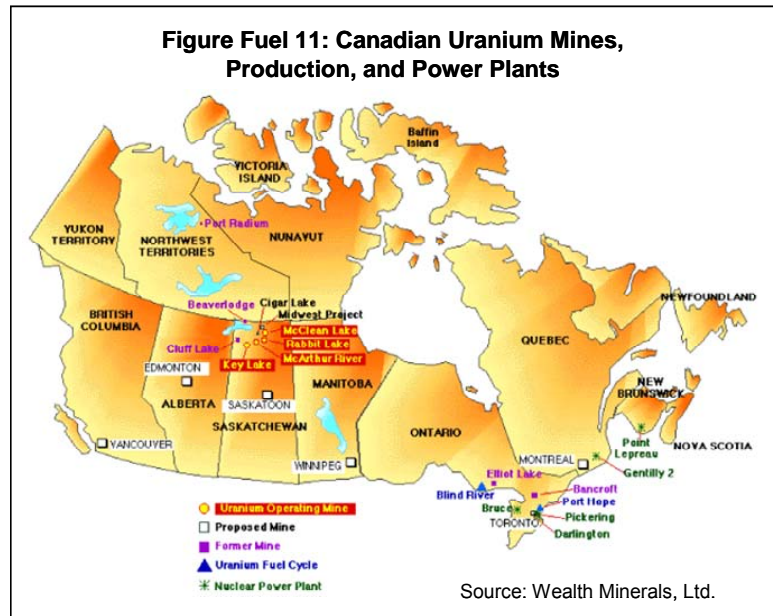 Figure Fuel 11: Canadian Uranium Mines,
Production, and Power Plants
Baffin
Island
VICTORIA
ISLAND
Port Radium
YUKON
TERRITORY
NORTHWEST
TERRITORIES
NUNAVUT
Beaverlodge
Cigar Lake
Midwest Project
NEWFOUNDLAND
BRITISH
COLUMBIA
McClean Lake
Rabbit Lake
QUEBEC
Cluff Lake
McArthur River
Key Lake
EDMONTON
MANITOBA
NEW
BRUNSWICK
ALBERTA
SASKATOON
SASKATCHEWAN
ONTARIO
Point
Lepreau
NOVA SCOTIA
VANCOUVER
WINNIPEG
MONTREAL
Gentilly 2
Elliot Lake
Blind River
Bancroft
Port Hope
Bruce
Pickering
TORONTO
Darlington
Uranium Operating Mine
Proposed Mine
Former Mine
Uranium Fuel Cycle
Nuclear Power Plant
Source: Wealth Minerals, Ltd.